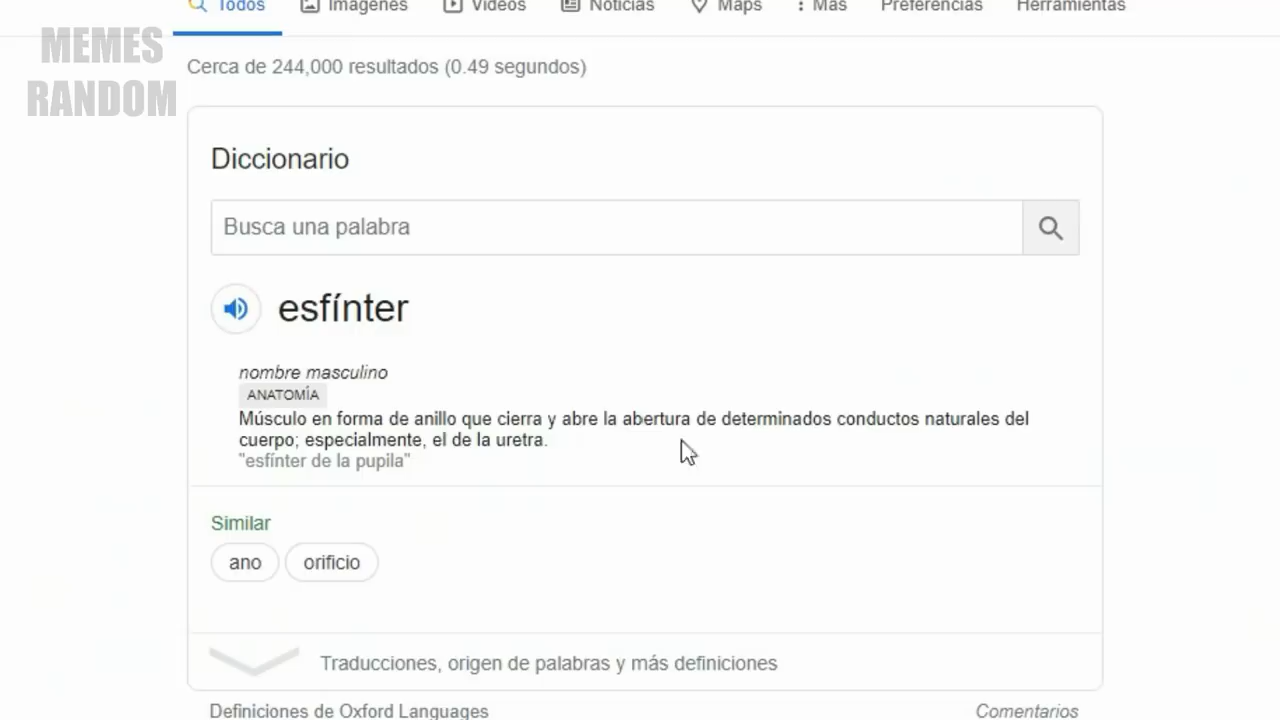 Todos Imágenes Videos Noticias Maps Más Preferencias Herramientas
MEMES
RANDOM
Cerca de 244,000 resultados (0.49 segundos)
Diccionario
Busca una palabra
esfínter
nombre masculino
ANATOMÍA
Músculo en forma de anillo que cierra y abre la abertura de determinados conductos naturales del
cuerpo; especialmente, el de la uretra.
"esfínter de la pupila"
Similar
ano orificio
Traducciones, origen de palabras y más definiciones
Definiciones de Oxford Languages Comentarios